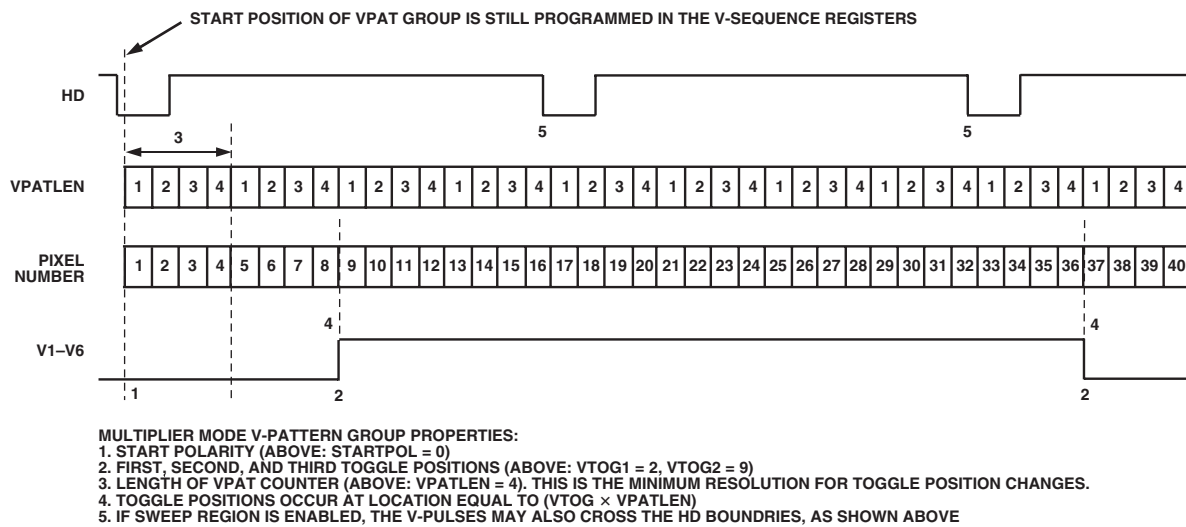 START POSITION OF VPAT GROUP IS STILL PROGRAMMED IN THE V-SEQUENCE REGISTERS
HD
5
5
3
VPATLEN
1 2 3 4 1 2 3 4 1 2 3 4 1 2 3 4 1 2 3 4 1 2 3 4 1 2 3 4 1 2 3 4 1 2 3 4 1 2 3 4
PIXEL
NUMBER
1 2 3 4 5 6 7 8 9 10 11 12 13 14 15 16 17 18 19 20 21 22 23 24 25 26 27 28 29 30 31 32 33 34 35 36 37 38 39 40
4
4
V1–V6
1
2
2
MULTIPLIER MODE V-PATTERN GROUP PROPERTIES:
1. START POLARITY (ABOVE: STARTPOL = 0)
2. FIRST, SECOND, AND THIRD TOGGLE POSITIONS (ABOVE: VTOG1 = 2, VTOG2 = 9)
3. LENGTH OF VPAT COUNTER (ABOVE: VPATLEN = 4). THIS IS THE MINIMUM RESOLUTION FOR TOGGLE POSITION CHANGES.
4. TOGGLE POSITIONS OCCUR AT LOCATION EQUAL TO (VTOG × VPATLEN)
5. IF SWEEP REGION IS ENABLED, THE V-PULSES MAY ALSO CROSS THE HD BOUNDRIES, AS SHOWN ABOVE